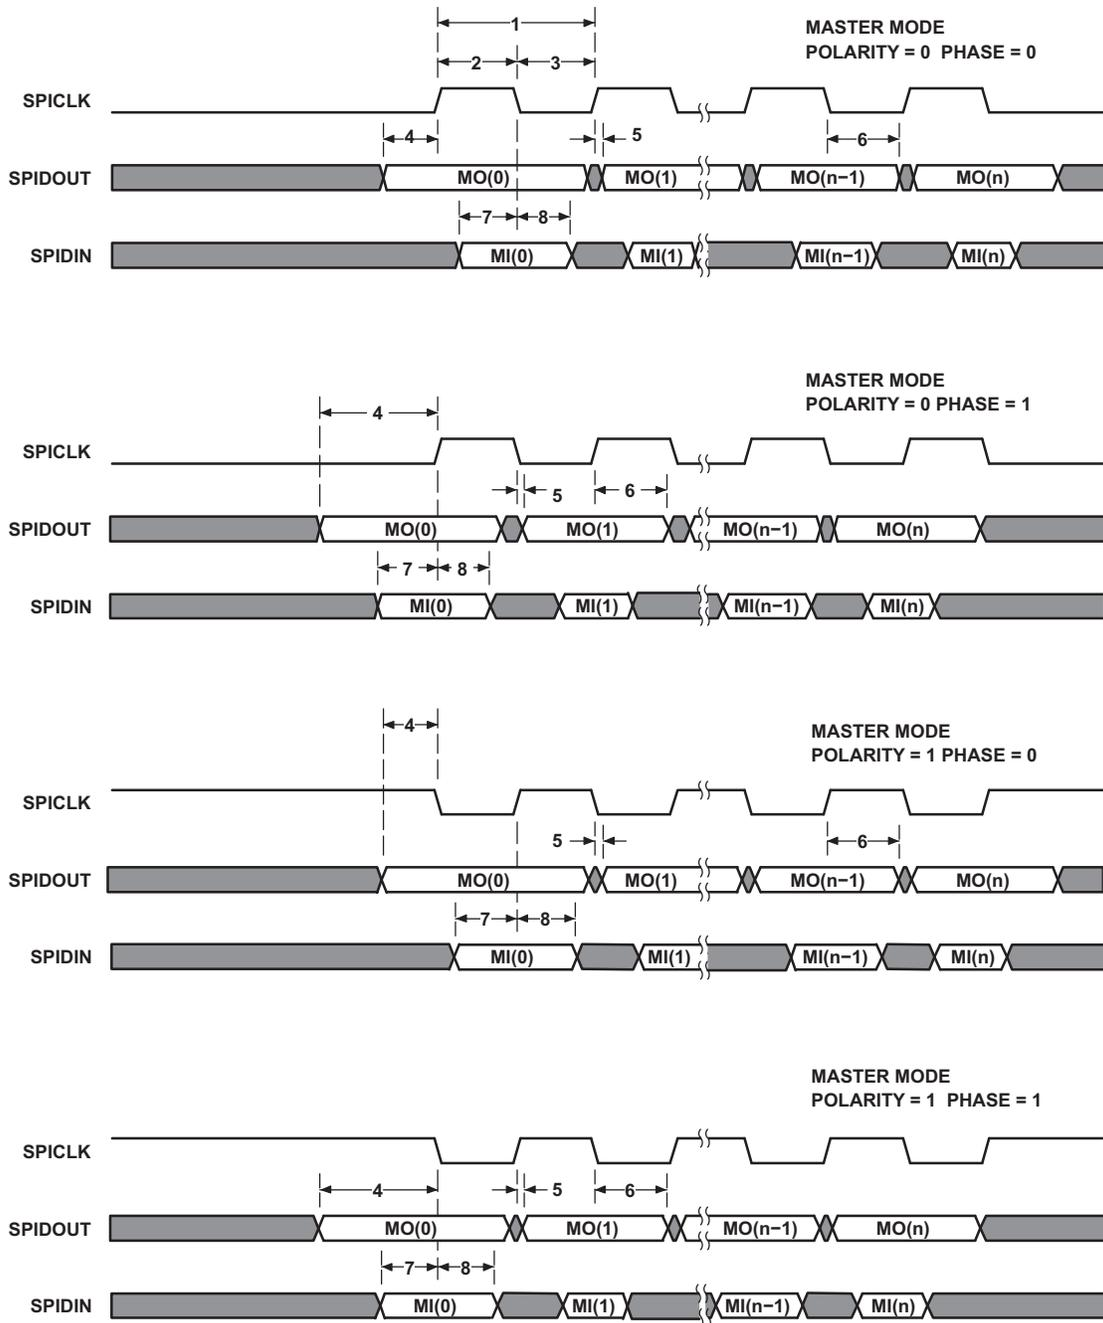 MASTER MODE
POLARITY = 0 PHASE = 0
1
2 3
SPICLK
4 5 6
SPIDOUT MO(0) MO(1) MO(n−1) MO(n)
7 8
SPIDIN MI(0) MI(1) MI(n−1) MI(n)
MASTER MODE
POLARITY = 0 PHASE = 1
4
SPICLK
5 6
SPIDOUT MO(0) MO(1) MO(n−1) MO(n)
7 8
SPIDIN MI(0) MI(1) MI(n−1) MI(n)
4
MASTER MODE
POLARITY = 1 PHASE = 0
SPICLK
5 6
SPIDOUT MO(0) MO(1) MO(n−1) MO(n)
7 8
SPIDIN MI(0) MI(1) MI(n−1) MI(n)
MASTER MODE
POLARITY = 1 PHASE = 1
SPICLK
4 5 6
SPIDOUT MO(0) MO(1) MO(n−1) MO(n)
7 8
SPIDIN MI(0) MI(1) MI(n−1) MI(n)